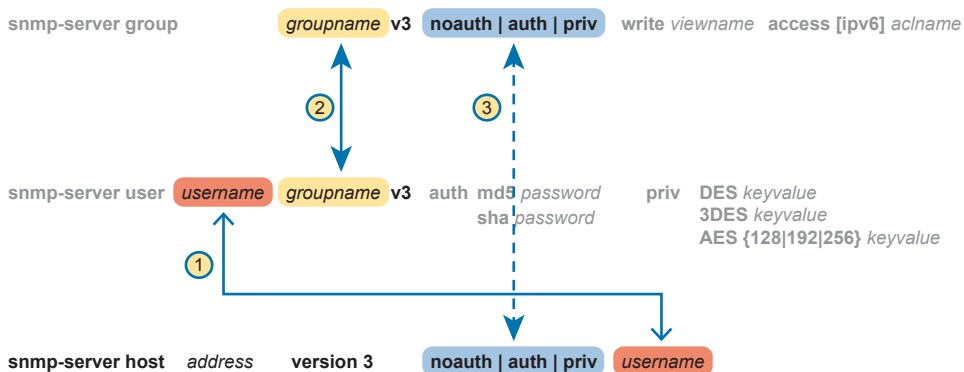 snmp-server group groupname v3 noauth | auth | priv write viewname access [ipv6] aclname
2 3
snmp-server user username groupname v3 auth md5 password priv DES keyvalue
sha password 3DES keyvalue
AES {128|192|256} keyvalue
1
snmp-server host address version 3 noauth | auth | priv username